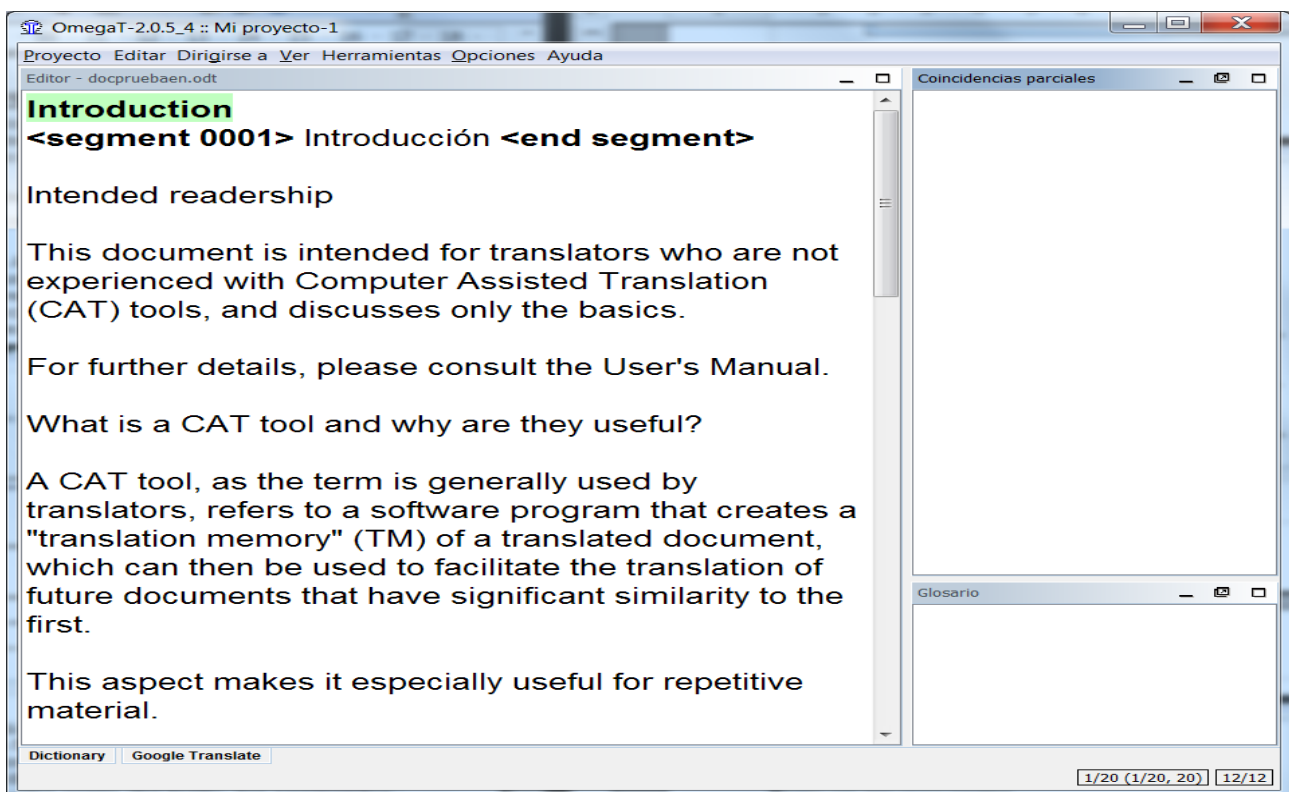 OmegaT-2.0.5_4 :: Mi proyecto-1
Proyecto Editar Dirigirse a Ver Herramientas Opciones Ayuda
Editor - docpruebaen.odt
Introduction
<segment 0001> Introducción <end segment>
Intended readership
This document is intended for translators who are not
experienced with Computer Assisted Translation
(CAT) tools, and discusses only the basics.
For further details, please consult the User's Manual.
What is a CAT tool and why are they useful?
A CAT tool, as the term is generally used by
translators, refers to a software program that creates a
"translation memory" (TM) of a translated document,
which can then be used to facilitate the translation of
future documents that have significant similarity to the
first.
This aspect makes it especially useful for repetitive
material.
Coincidencias parciales
Glosario
Dictionary Google Translate
1/20 (1/20, 20) 12/12